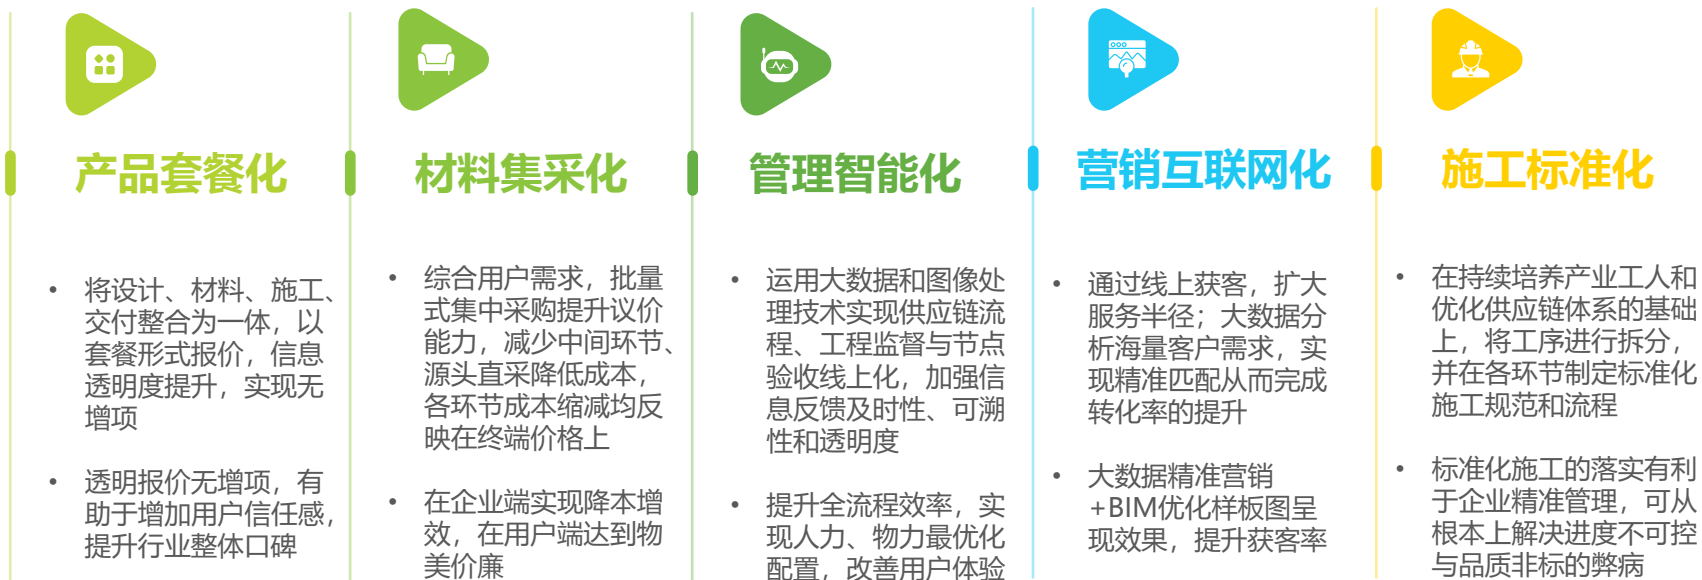 产品套餐化
• 将设计、材料、施工、
交付整合为一体，以
套餐形式报价，信息
透明度提升，实现无
增项
• 透明报价无增项，有
助于增加用户信任感，
提升行业整体口碑
材料集采化
• 综合用户需求，批量
式集中采购提升议价
能力，减少中间环节、
源头直采降低成本，
各环节成本缩减均反
映在终端价格上
• 在企业端实现降本增
效，在用户端达到物
美价廉
管理智能化
• 运用大数据和图像处
理技术实现供应链流
程、工程监督与节点
验收线上化，加强信
息反馈及时性、可溯
性和透明度
• 提升全流程效率，实
现人力、物力最优化
配置，改善用户体验
营销互联网化
• 通过线上获客，扩大
服务半径；大数据分
析海量客户需求，实
现精准匹配从而完成
转化率的提升
• 大数据精准营销
+BIM优化样板图呈
现效果，提升获客率
施工标准化
• 在持续培养产业工人和
优化供应链体系的基础
上，将工序进行拆分，
并在各环节制定标准化
施工规范和流程
• 标准化施工的落实有利
于企业精准管理，可从
根本上解决进度不可控
与品质非标的弊病